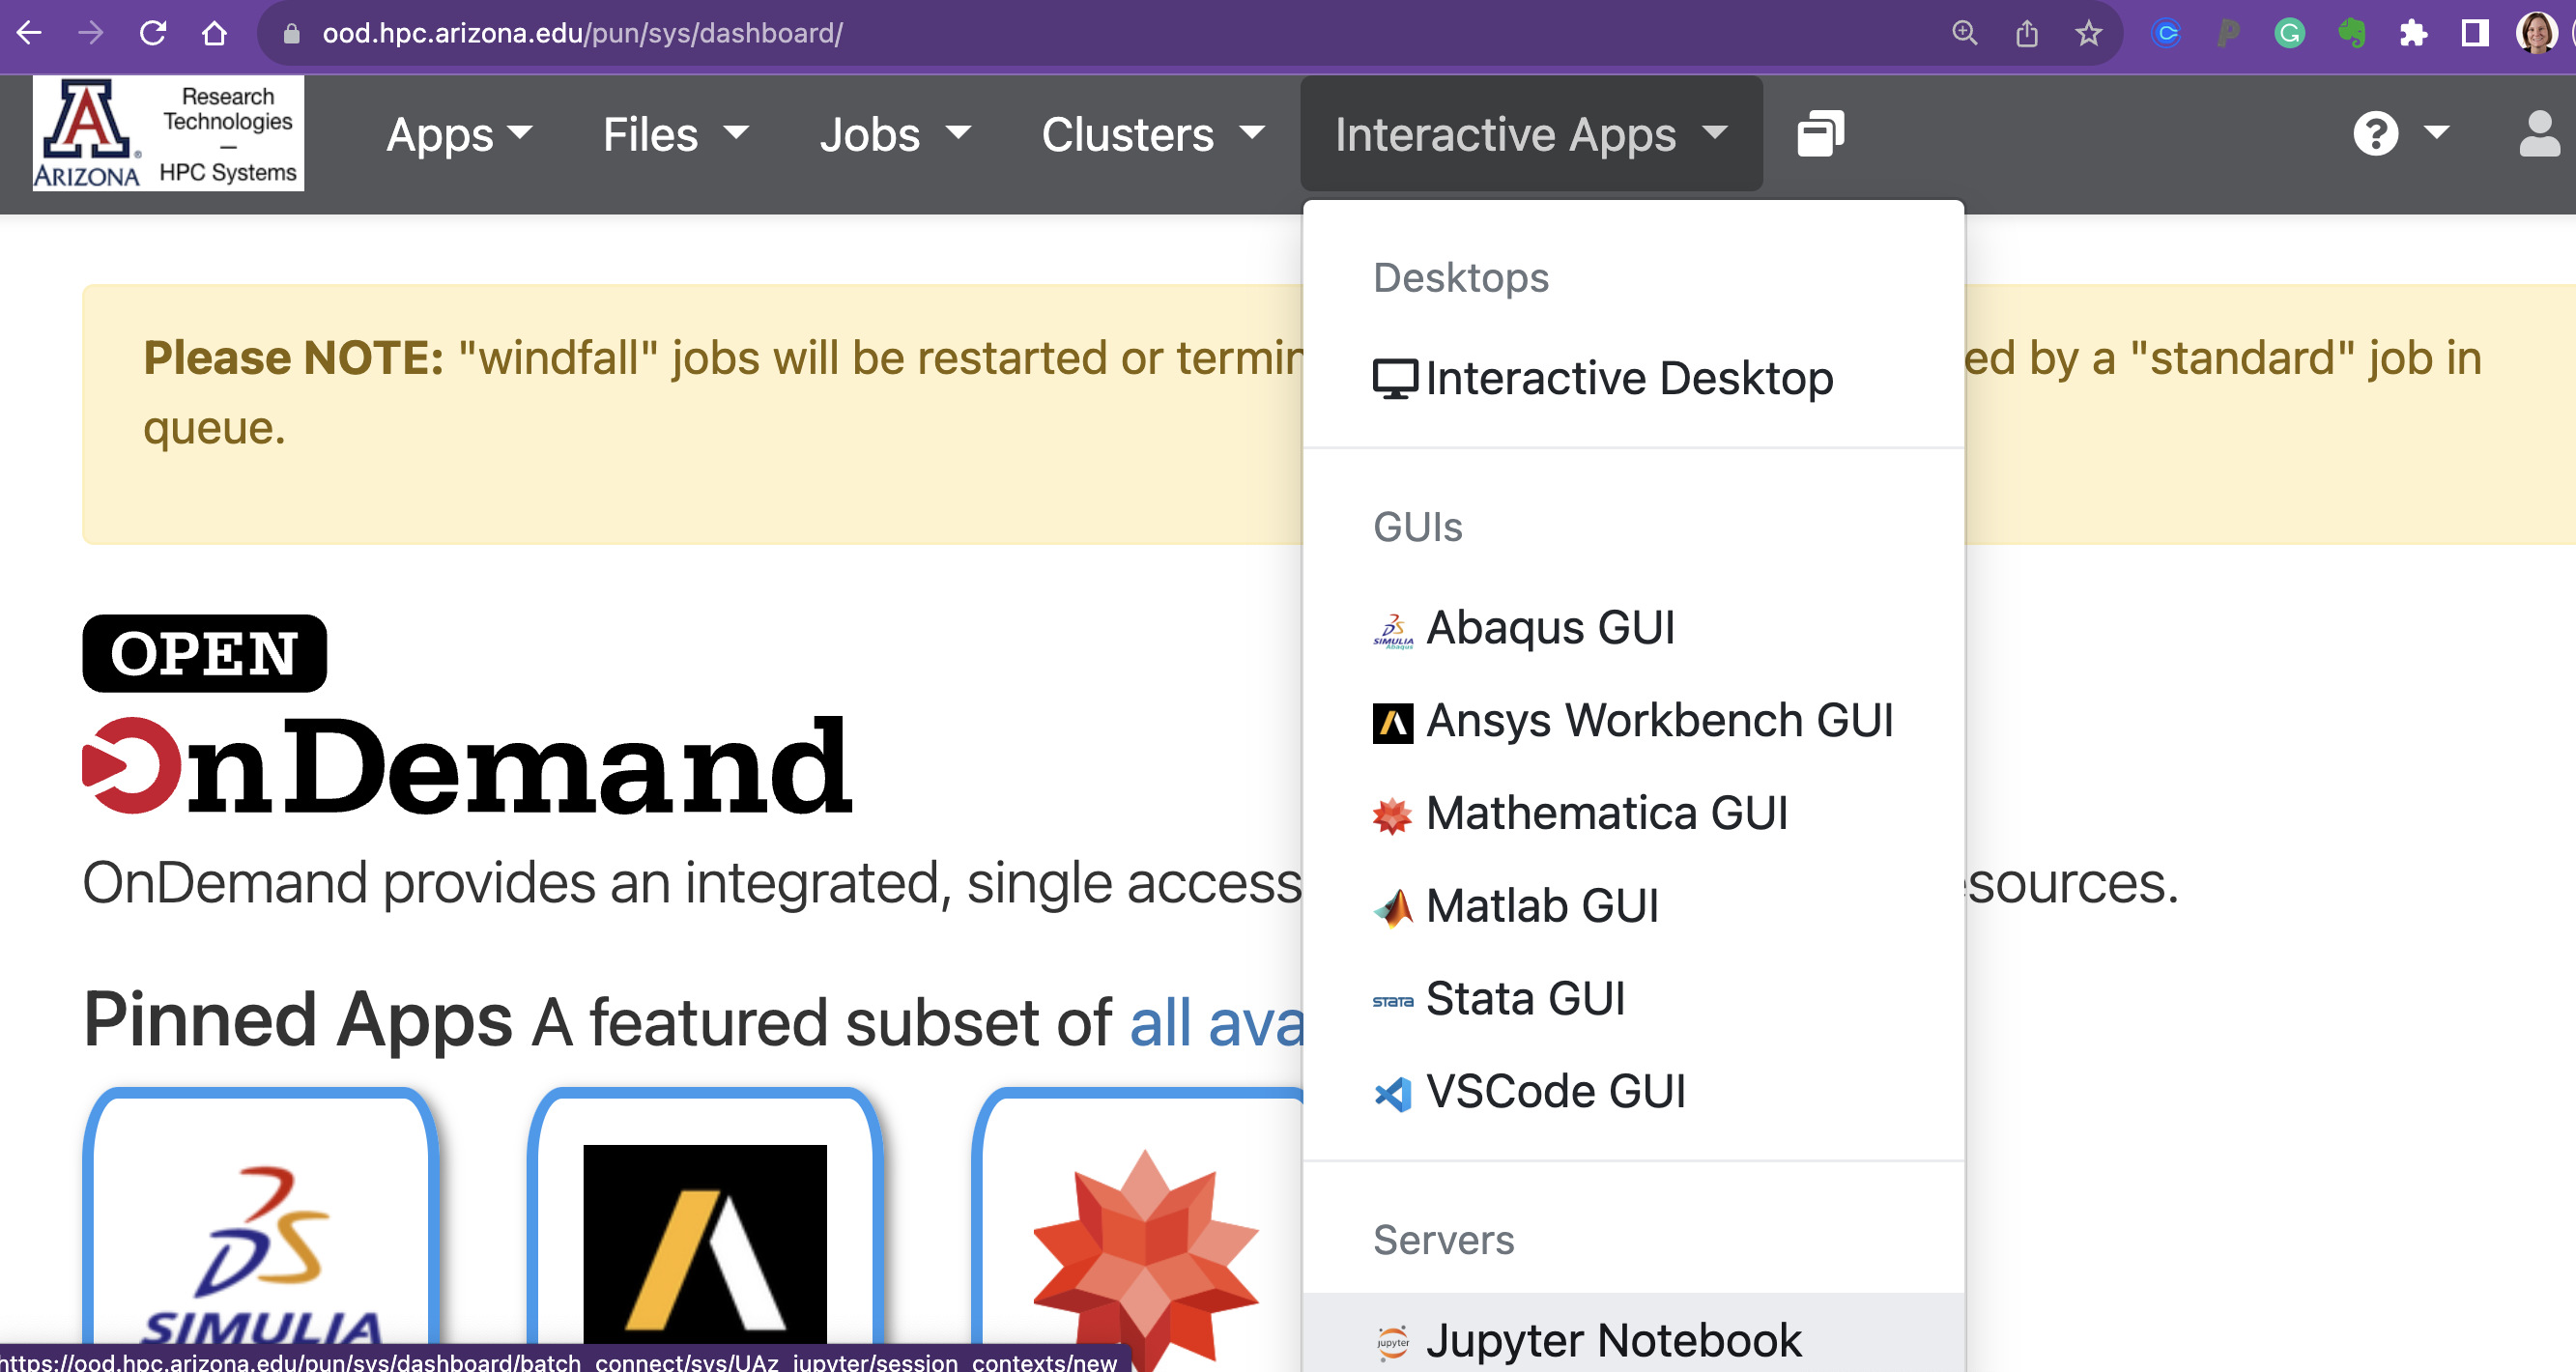 ood.hpc.arizona.edu/pun/sys/dashboard/
A
ARIZONA
Research
Technologies
—
HPC Systems
Apps
Files
Jobs
Clusters
Interactive Apps
Desktops
Interactive Desktop
GUIs
Abaqus GUI
Ansys Workbench GUI
Mathematica GUI
Matlab GUI
stata Stata GUI
VSCode GUI
Servers
jupyter Jupyter Notebook
Please NOTE: "windfall" jobs will be restarted or termin ed by a "standard" job in
queue.
OPEN
OnDemand
OnDemand provides an integrated, single access sources.
Pinned Apps A featured subset of all ava
SIMULIA
https://ood.hpc.arizona.edu/pun/sys/dashboard/batch_connect/sys/UAz_jupyter/session_contexts/new